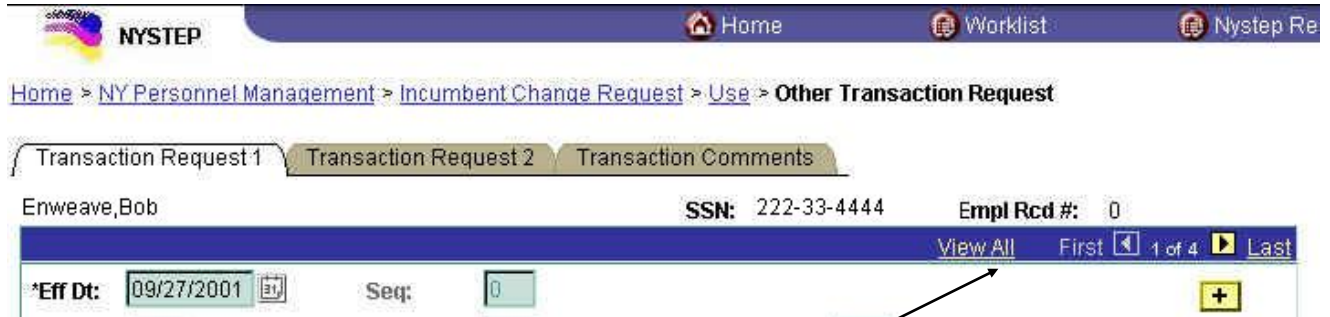 NYSTEP Home Worklist Nystep Re
Home > NY Personnel Management > Incumbent Change Request > Use > Other Transaction Request
Transaction Request 1 Transaction Request 2 Transaction Comments
Enweave,Bob SSN: 222-33-4444 Empl Rcd #: 0
View All First 1 of 4 Last
*Eff Dt: 09/27/2001 Seq: 0 +